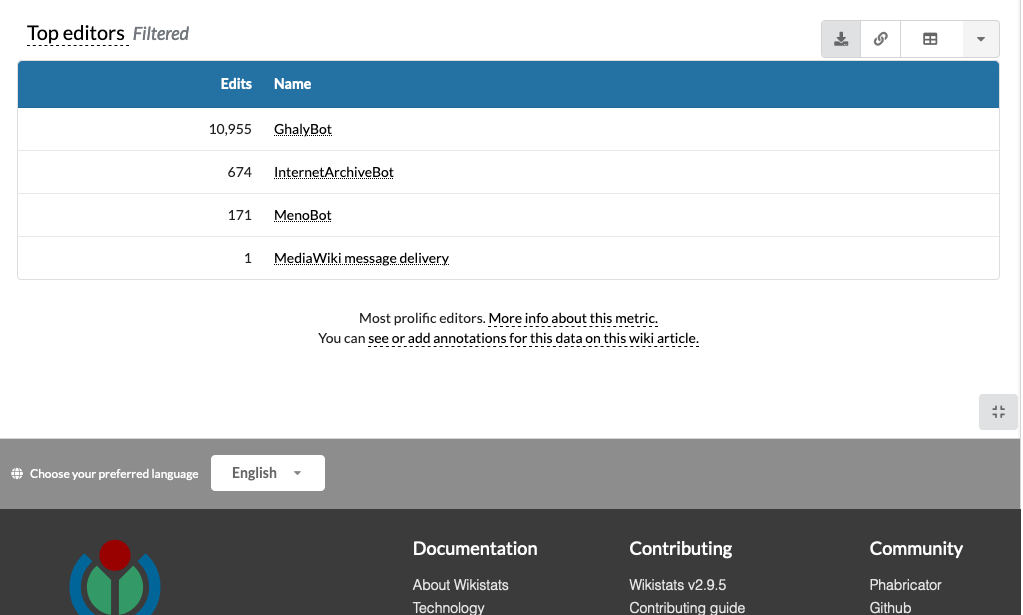 Top editors Filtered
Edits Name
10,955 GhalyBot
674 InternetArchiveBot
171 MenoBot
1 MediaWiki message delivery
Most prolific editors. More info about this metric.
You can see or add annotations for this data on this wiki article.
Choose your preferred language English
Documentation Contributing Community
About Wikistats Wikistats v2.9.5 Phabricator
Technology Contributing guide Github